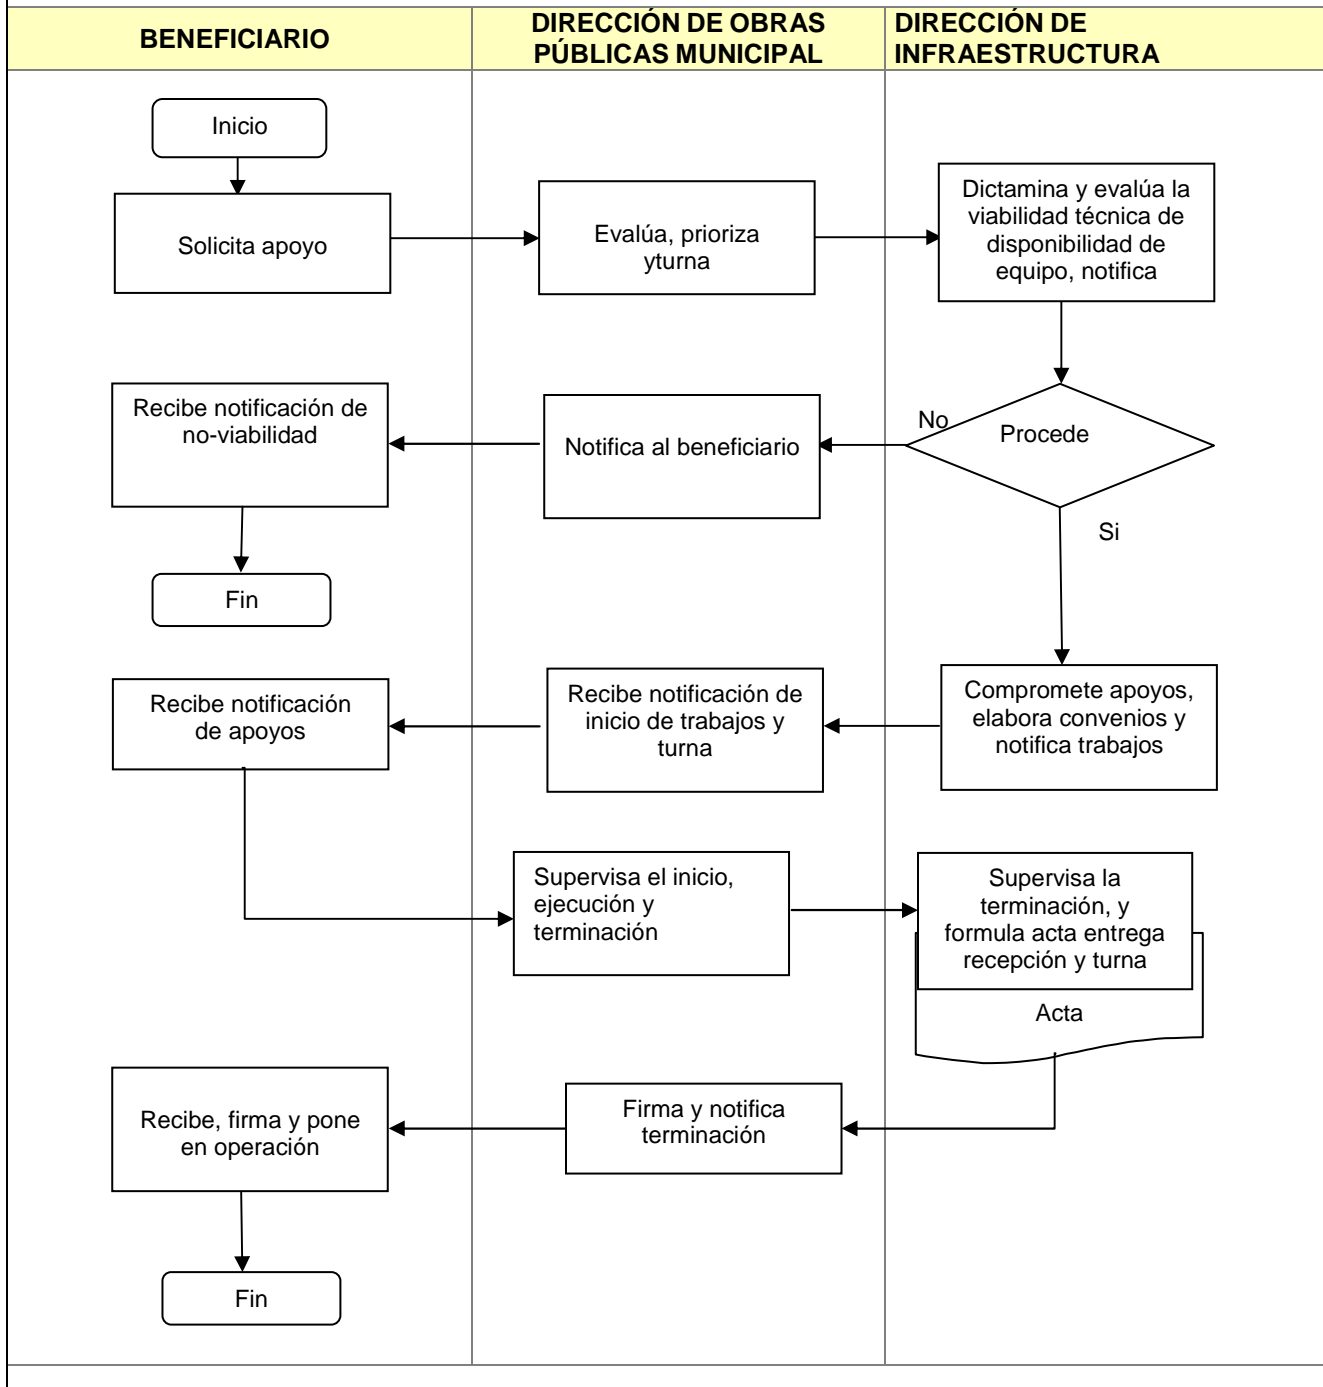 BENEFICIARIO
DIRECCIÓN DE OBRAS
PÚBLICAS MUNICIPAL
DIRECCIÓN DE
INFRAESTRUCTURA
Inicio
Solicita apoyo
Evalúa, prioriza
yturna
Dictamina y evalúa la
viabilidad técnica de
disponibilidad de
equipo, notifica
Procede
No
Si
Notifica al beneficiario
Recibe notificación de
no-viabilidad
Fin
Compromete apoyos,
elabora convenios y
notifica trabajos
Recibe notificación de
inicio de trabajos y
turna
Recibe notificación
de apoyos
Supervisa el inicio,
ejecución y
terminación
Supervisa la
terminación, y
formula acta entrega
recepción y turna
Acta
Firma y notifica
terminación
Recibe, firma y pone
en operación
Fin